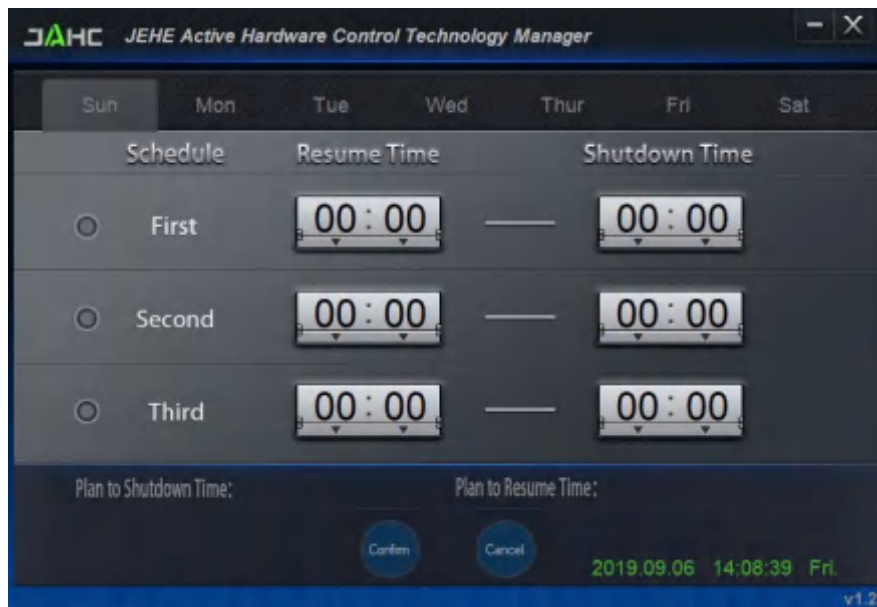 JAHC JEHE Active Hardware Control Technology Manager
Sun Mon Tue Wed Thur Fri Sat
Schedule Resume Time Shutdown Time
First 00:00 00:00
Second 00:00 00:00
Third 00:00 00:00
Plan to Shutdown Time: Plan to Resume Time:
Confirm Cancel
2019.09.06 14:08:39 Fri.
v1.2